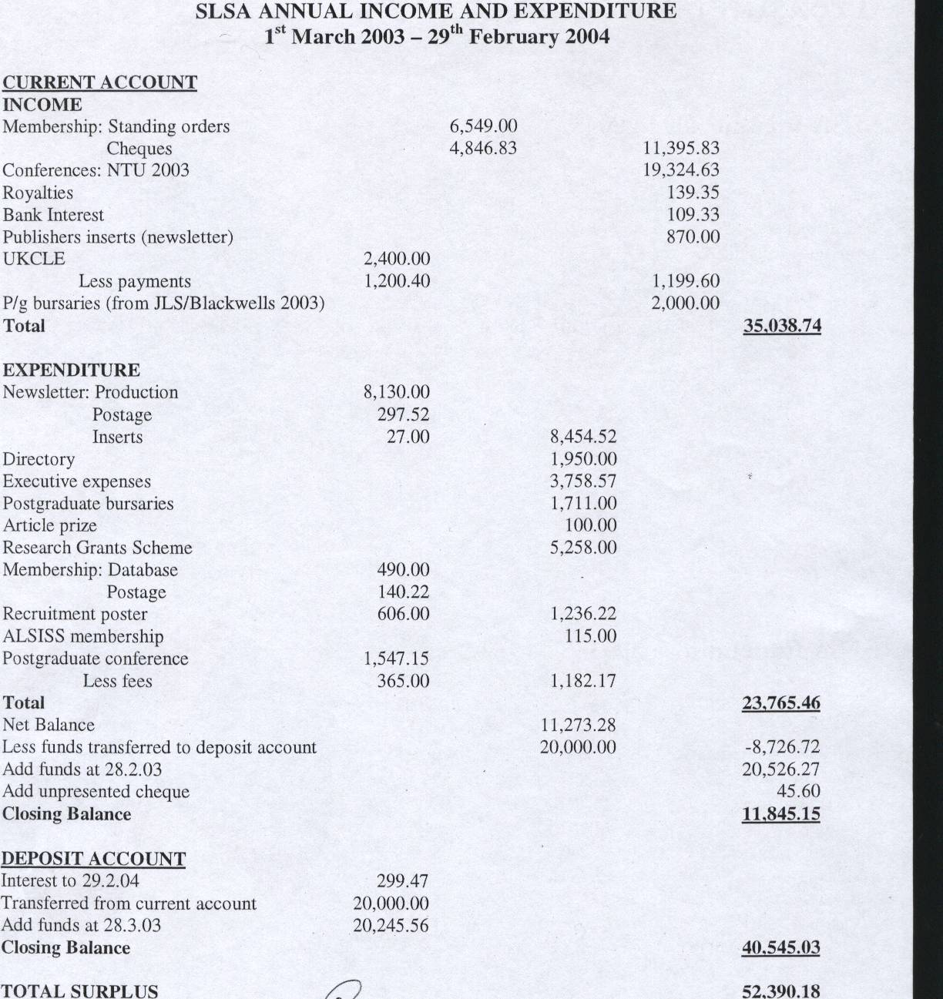 SLSA ANNUAL INCOME AND EXPENDITURE
1st March 2003 – 29th February 2004
CURRENT ACCOUNT
INCOME
Membership: Standing orders 6,549.00
Cheques 4,846.83 11,395.83
Conferences: NTU 2003 19,324.63
Royalties 139.35
Bank Interest 109.33
Publishers inserts (newsletter) 870.00
UKCLE 2,400.00
Less payments 1,200.40 1,199.60
P/g bursaries (from JLS/Blackwells 2003) 2,000.00
Total 35,038.74
EXPENDITURE
Newsletter: Production 8,130.00
Postage 297.52
Inserts 27.00 8,454.52
Directory 1,950.00
Executive expenses 3,758.57
Postgraduate bursaries 1,711.00
Article prize 100.00
Research Grants Scheme 5,258.00
Membership: Database 490.00
Postage 140.22
Recruitment poster 606.00 1,236.22
ALSISS membership 115.00
Postgraduate conference 1,547.15
Less fees 365.00 1,182.17
Total 23,765.46
Net Balance 11,273.28
Less funds transferred to deposit account 20,000.00 -8,726.72
Add funds at 28.2.03 20,526.27
Add unpresented cheque 45.60
Closing Balance 11,845.15
DEPOSIT ACCOUNT
Interest to 29.2.04 299.47
Transferred from current account 20,000.00
Add funds at 28.3.03 20,245.56
Closing Balance 40,545.03
TOTAL SURPLUS 52,390.18